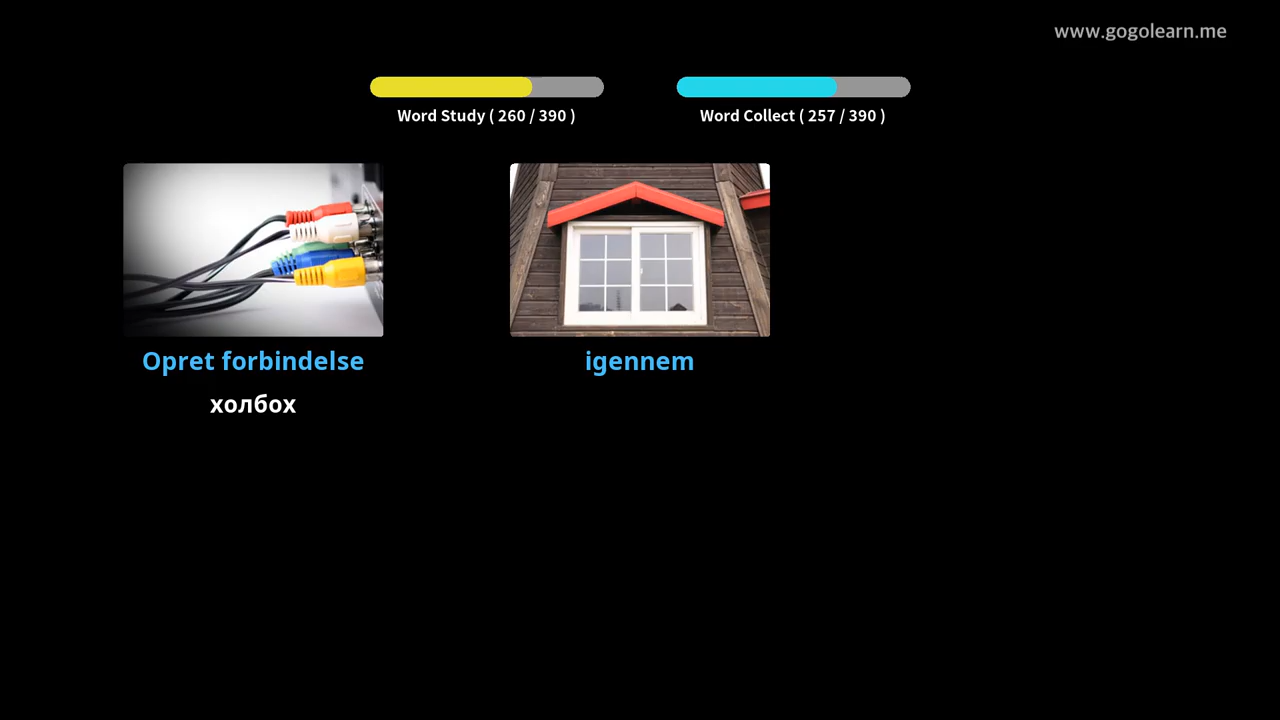 www.gogolearn.me
Word Study ( 260 / 390 )
Word Collect ( 257 / 390 )
Opret forbindelse
igennem
холбох